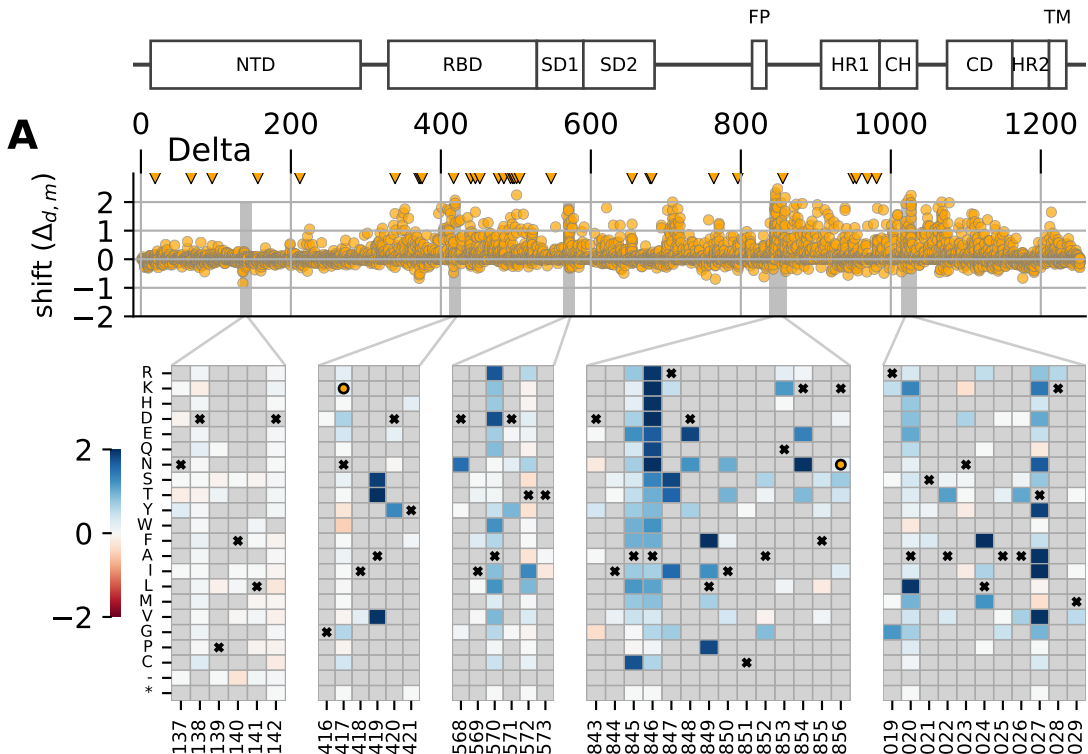 FP TM
NTD RBD SD1 SD2 HR1 CH CD HR2
A
0 200 400 600 800 1000 1200
Delta
shift (Δd,m)
2
1
0
−1
−2
R
K
H
D
E
Q
N
S
T
Y
W
F
A
I
L
M
V
G
P
C
-
*
2
0
−2
137 138 139 140 141 142 416 417 418 419 420 421 568 569 570 571 572 573 843 844 845 846 847 848 849 850 851 852 853 854 855 856 019 020 021 022 023 024 025 026 027 028 029